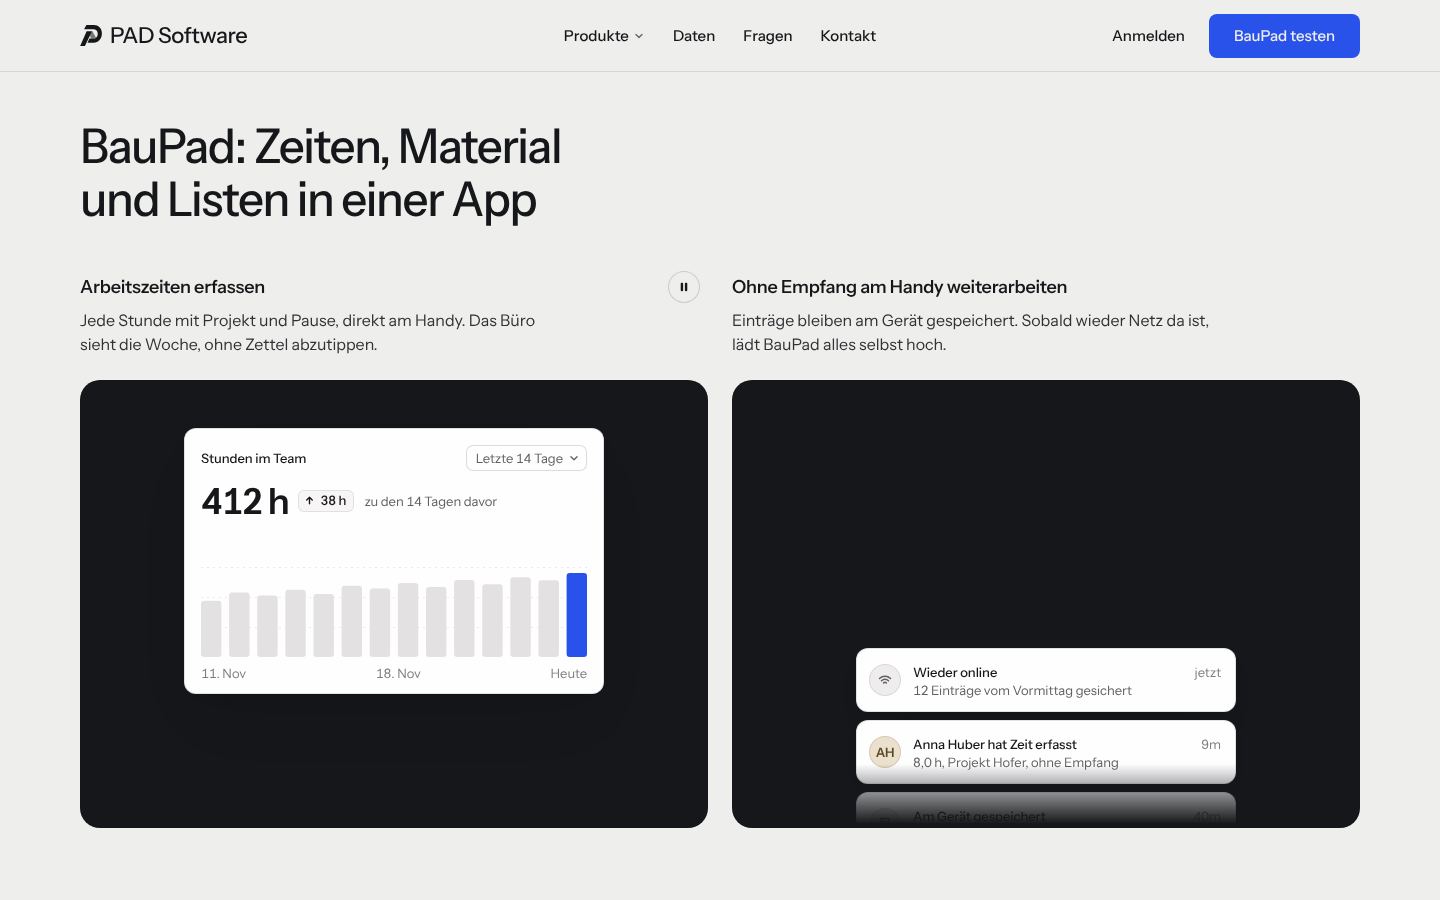 PAD Software
Produkte
Daten
Fragen
Kontakt
Anmelden
BauPad testen
BauPad: Zeiten, Material
und Listen in einer App
Arbeitszeiten erfassen
Jede Stunde mit Projekt und Pause, direkt am Handy. Das Büro
sieht die Woche, ohne Zettel abzutippen.
Stunden im Team
Letzte 14 Tage
412 h
38 h
zu den 14 Tagen davor
11. Nov
18. Nov
Heute
Ohne Empfang am Handy weiterarbeiten
Einträge bleiben am Gerät gespeichert. Sobald wieder Netz da ist,
lädt BauPad alles selbst hoch.
Wieder online
jetzt
12 Einträge vom Vormittag gesichert
AH
Anna Huber hat Zeit erfasst
9m
8,0 h, Projekt Hofer, ohne Empfang
Am Gerät gespeichert
40m